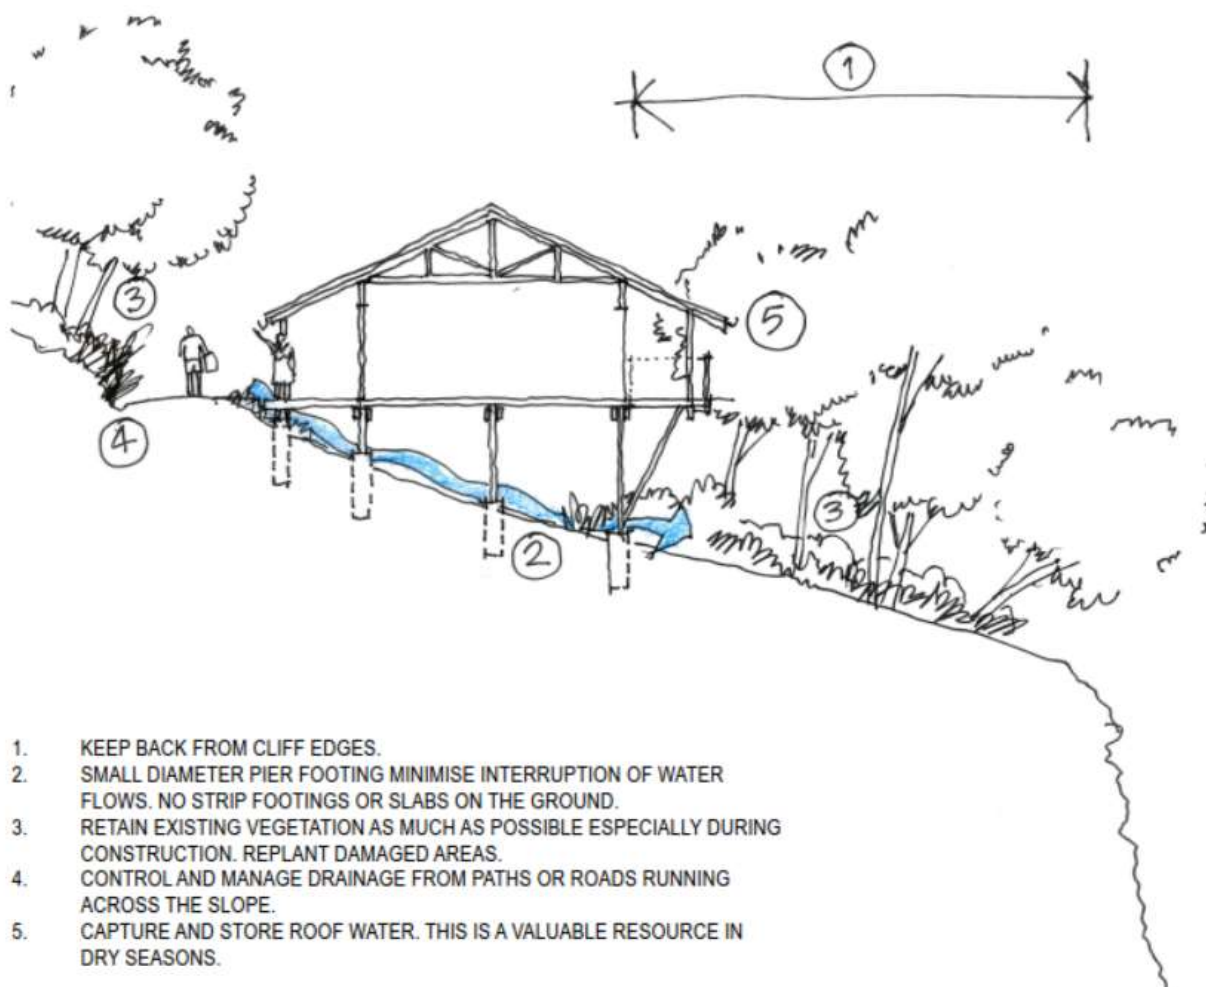 1
3
5
4
3
2
1. KEEP BACK FROM CLIFF EDGES.
2. SMALL DIAMETER PIER FOOTING MINIMISE INTERRUPTION OF WATER
FLOWS. NO STRIP FOOTINGS OR SLABS ON THE GROUND.
3. RETAIN EXISTING VEGETATION AS MUCH AS POSSIBLE ESPECIALLY DURING
CONSTRUCTION. REPLANT DAMAGED AREAS.
4. CONTROL AND MANAGE DRAINAGE FROM PATHS OR ROADS RUNNING
ACROSS THE SLOPE.
5. CAPTURE AND STORE ROOF WATER. THIS IS A VALUABLE RESOURCE IN
DRY SEASONS.